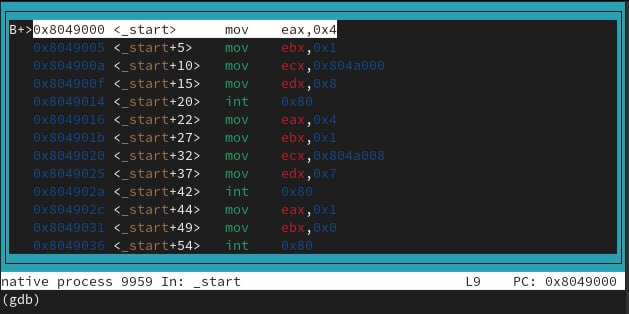 B+>0x8049000 <_start>      mov    eax,0x4
0x8049005 <_start+5>    mov    ebx,0x1
0x804900a <_start+10>   mov    ecx,0x804a000
0x804900f <_start+15>   mov    edx,0x8
0x8049014 <_start+20>   int    0x80
0x8049016 <_start+22>   mov    eax,0x4
0x804901b <_start+27>   mov    ebx,0x1
0x8049020 <_start+32>   mov    ecx,0x804a008
0x8049025 <_start+37>   mov    edx,0x7
0x804902a <_start+42>   int    0x80
0x804902c <_start+44>   mov    eax,0x1
0x8049031 <_start+49>   mov    ebx,0x0
0x8049036 <_start+54>   int    0x80
native process 9959 In: _start    L9    PC: 0x8049000
(gdb)